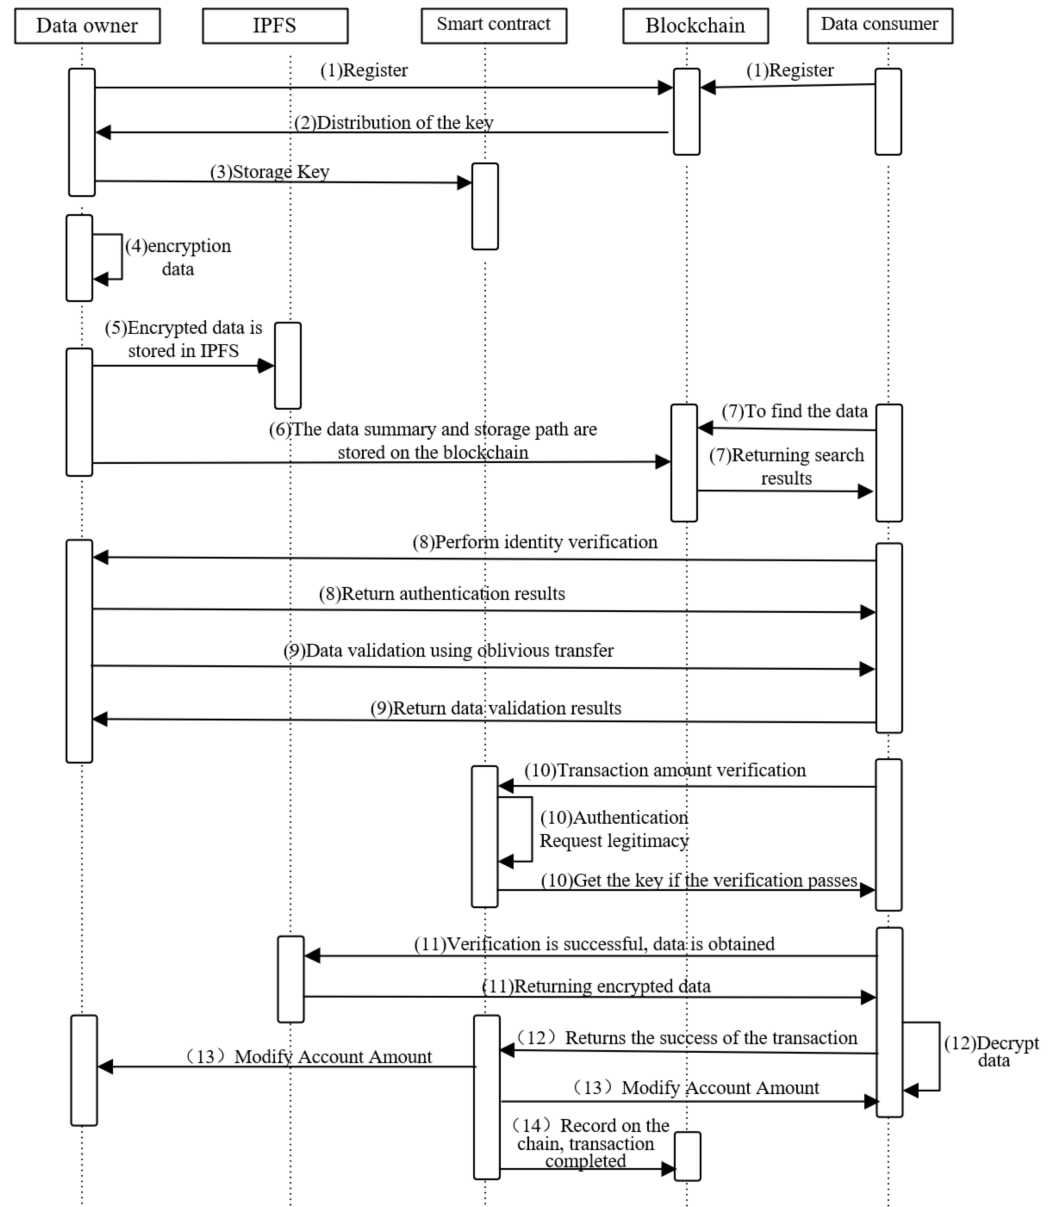 Data owner
IPFS
Smart contract
Blockchain
Data consumer
(1)Register
(1)Register
(2)Distribution of the key
(3)Storage Key
(4)encryption
data
(5)Encrypted data is
stored in IPFS
(6)The data summary and storage path are
stored on the blockchain
(7)To find the data
(7)Returning search
results
(8)Perform identity verification
(8)Return authentication results
(9)Data validation using oblivious transfer
(9)Return data validation results
(10)Transaction amount verification
(10)Authentication
Request legitimacy
(10)Get the key if the verification passes
(11)Verification is successful, data is obtained
(11)Returning encrypted data
（12）Returns the success of the transaction
(12)Decrypt
data
（13）Modify Account Amount
（13）Modify Account Amount
（14）Record on the
chain, transaction
completed